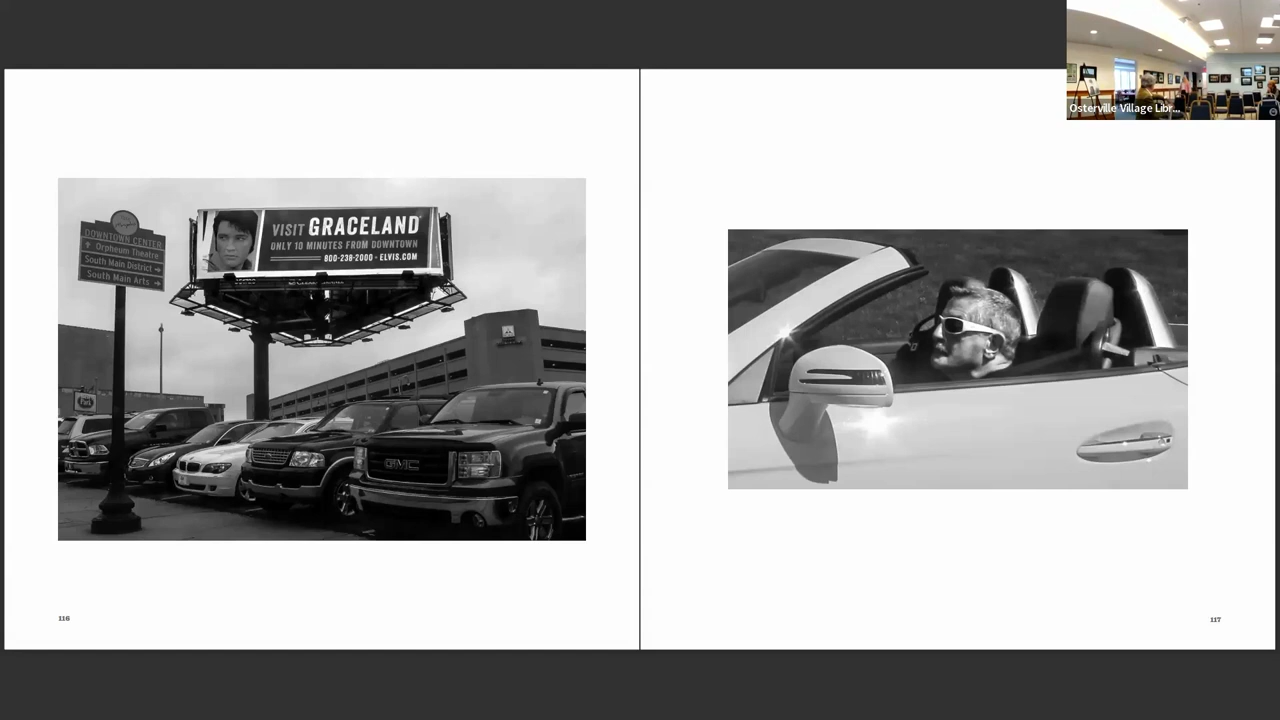 Osterville Village Libr...
VISIT GRACELAND
ONLY 10 MINUTES FROM DOWNTOWN
800-238-2000 - ELVIS.COM
DOWNTOWN CENTER
Orpheum Theatre
South Main District
South Main Arts
GMC
116
117